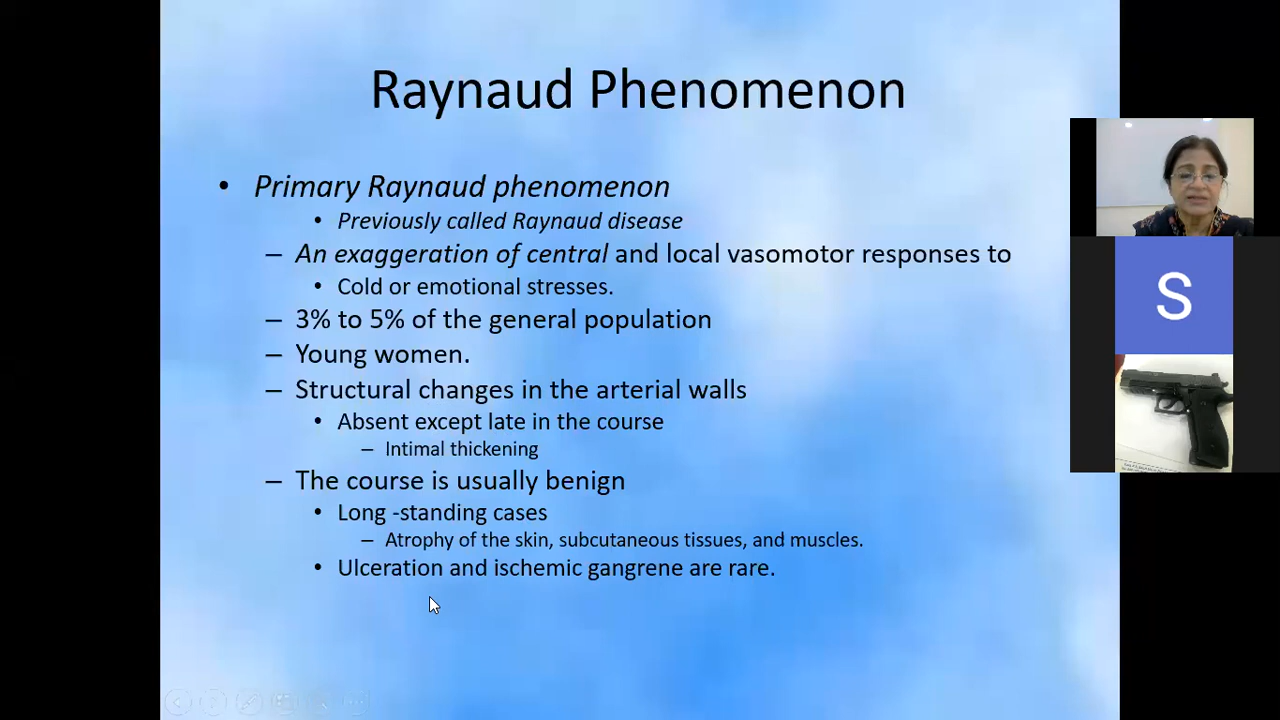 Raynaud Phenomenon
• Primary Raynaud phenomenon
• Previously called Raynaud disease
– An exaggeration of central and local vasomotor responses to
• Cold or emotional stresses.
– 3% to 5% of the general population
– Young women.
– Structural changes in the arterial walls
• Absent except late in the course
– Intimal thickening
– The course is usually benign
• Long -standing cases
– Atrophy of the skin, subcutaneous tissues, and muscles.
• Ulceration and ischemic gangrene are rare.
S